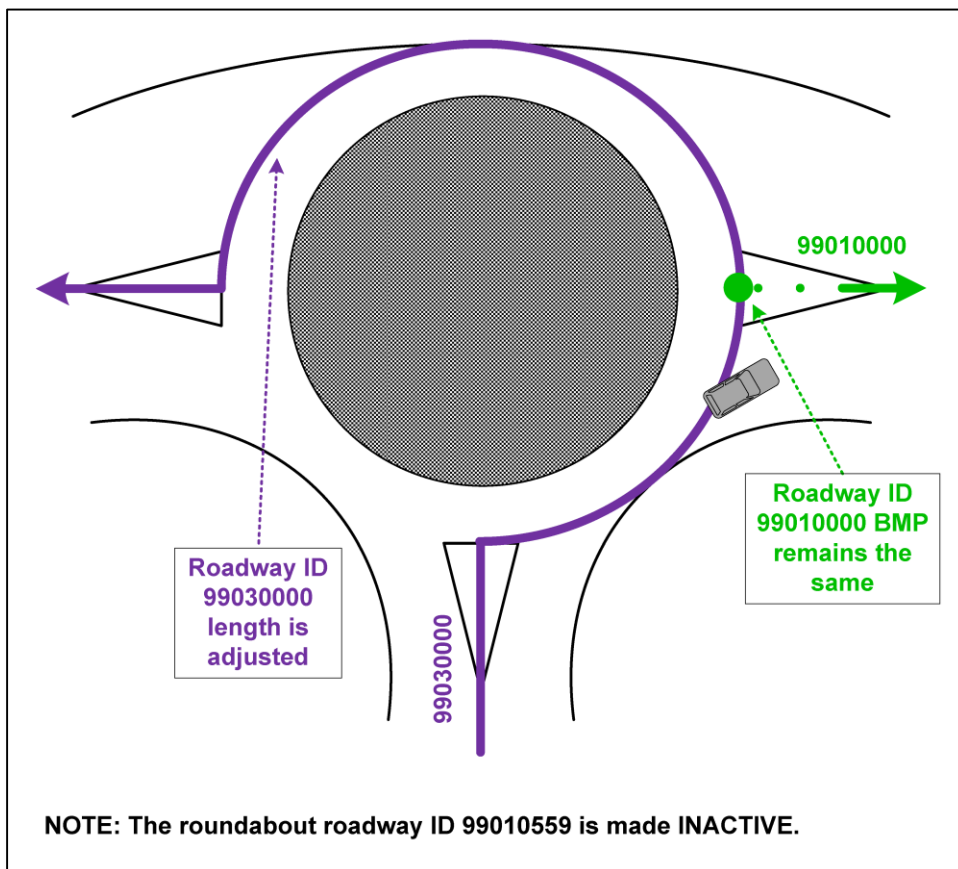 99010000
Roadway ID
99010000 BMP
remains the
same
Roadway ID
99030000
length is
adjusted
99030000
NOTE: The roundabout roadway ID 99010559 is made INACTIVE.